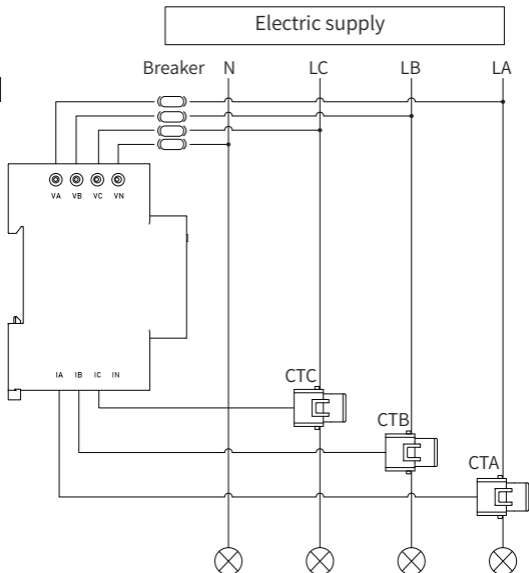 Electric supply
Breaker N LC LB LA
VA VB VC VN
IA IB IC IN
CTC
CTB
CTA